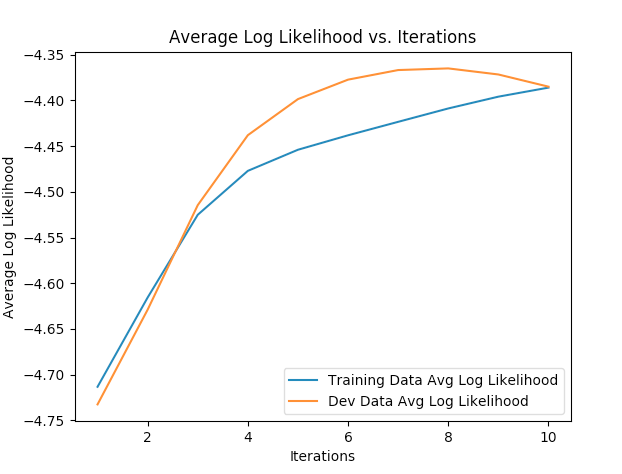 Average Log Likelihood vs. Iterations
−4.35
−4.40
−4.45
−4.50
−4.55
−4.60
−4.65
−4.70
−4.75
Average Log Likelihood
Training Data Avg Log Likelihood
Dev Data Avg Log Likelihood
2 4 6 8 10
Iterations